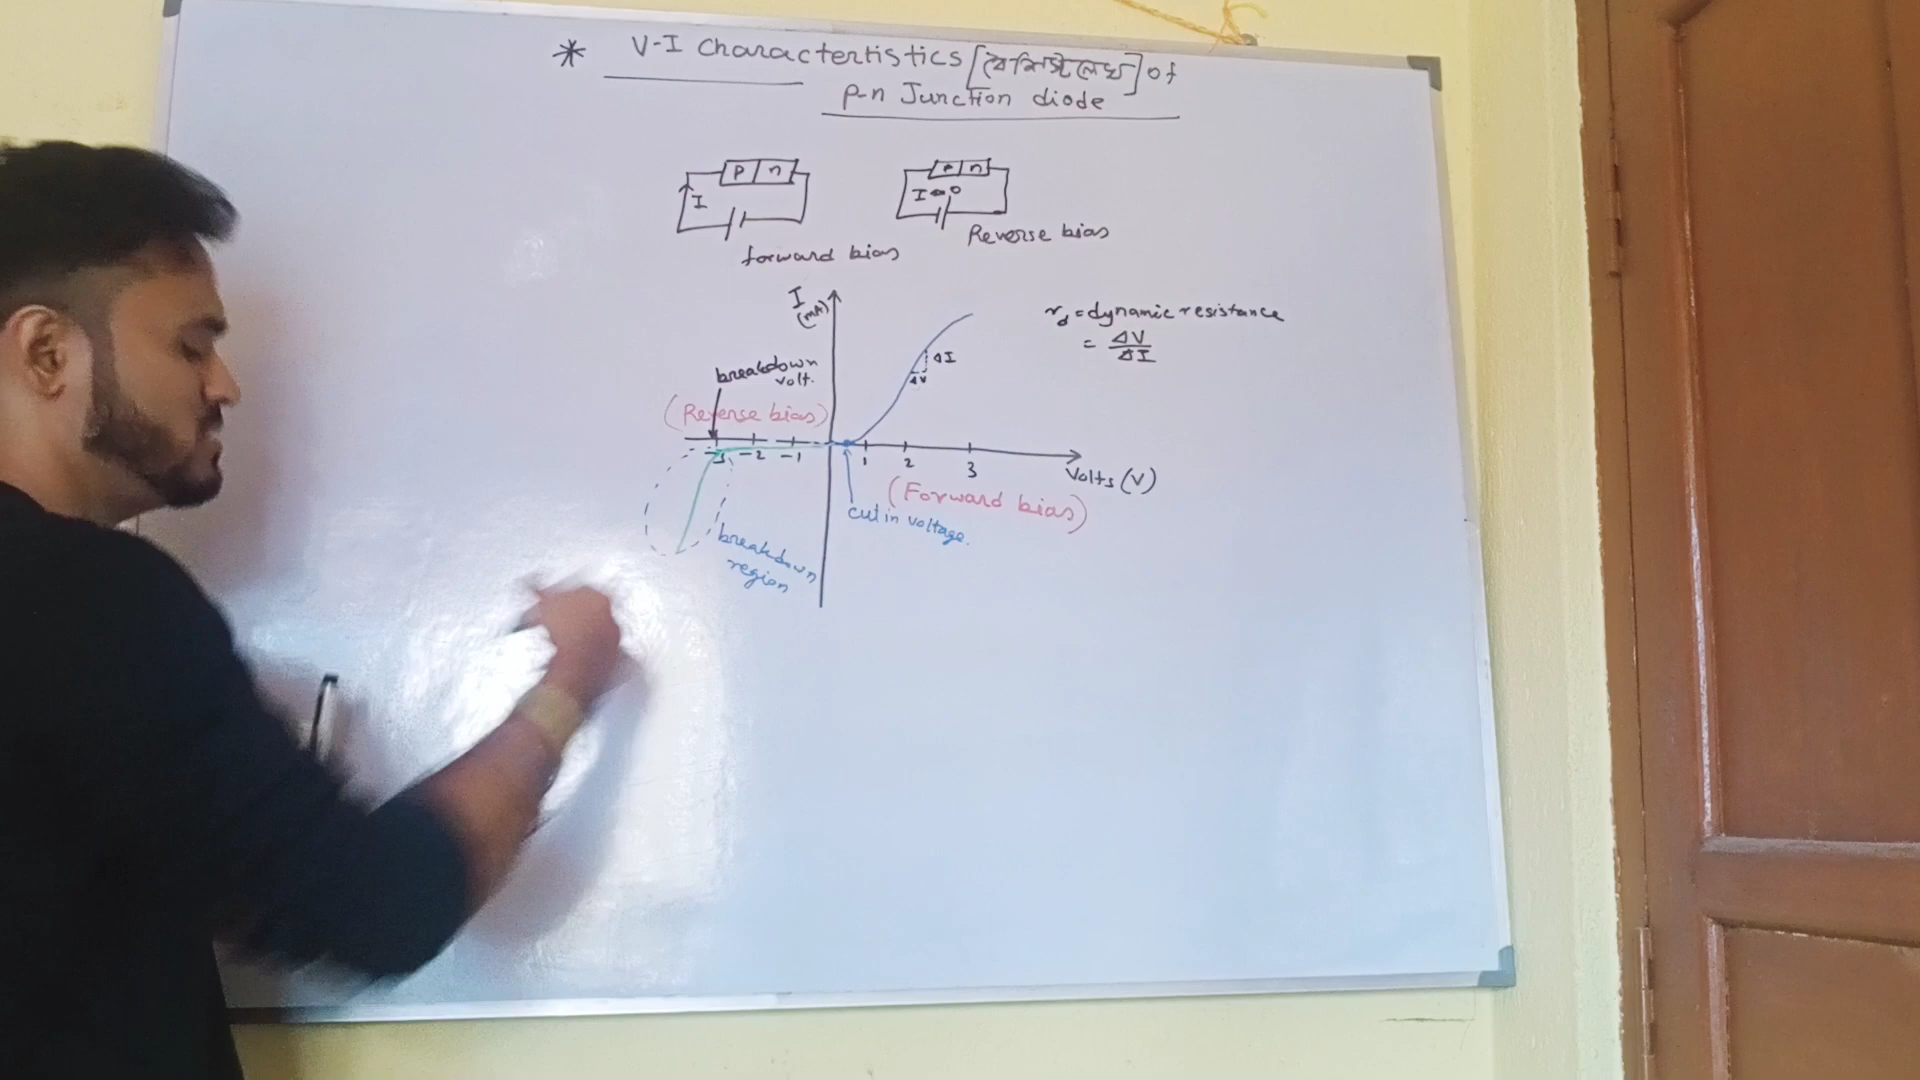 * V-I Charactertistics [বৈশিষ্ট্যলেখ] of
p-n Junction diode
P n
I
forward bias
P n
I ≈ 0
Reverse bias
I
(mA)
rd = dynamic resistance
= ΔV/ΔI
ΔI
ΔV
breakdown
volt.
(Reverse bias)
-3 -2 -1 1 2 3
Volts (V)
(Forward bias)
cut in voltage.
breakdown
region